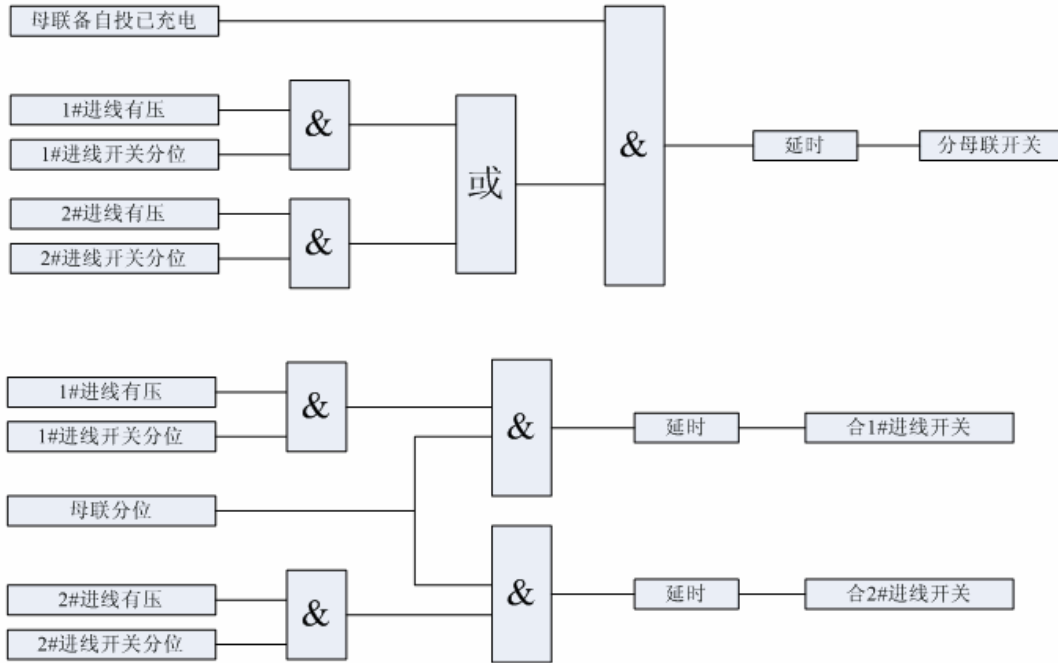 母联备自投已充电
1#进线有压
&
1#进线开关分位
或
&
延时
分母联开关
2#进线有压
&
2#进线开关分位
1#进线有压
&
1#进线开关分位
&
延时
合1#进线开关
母联分位
2#进线有压
&
2#进线开关分位
&
延时
合2#进线开关